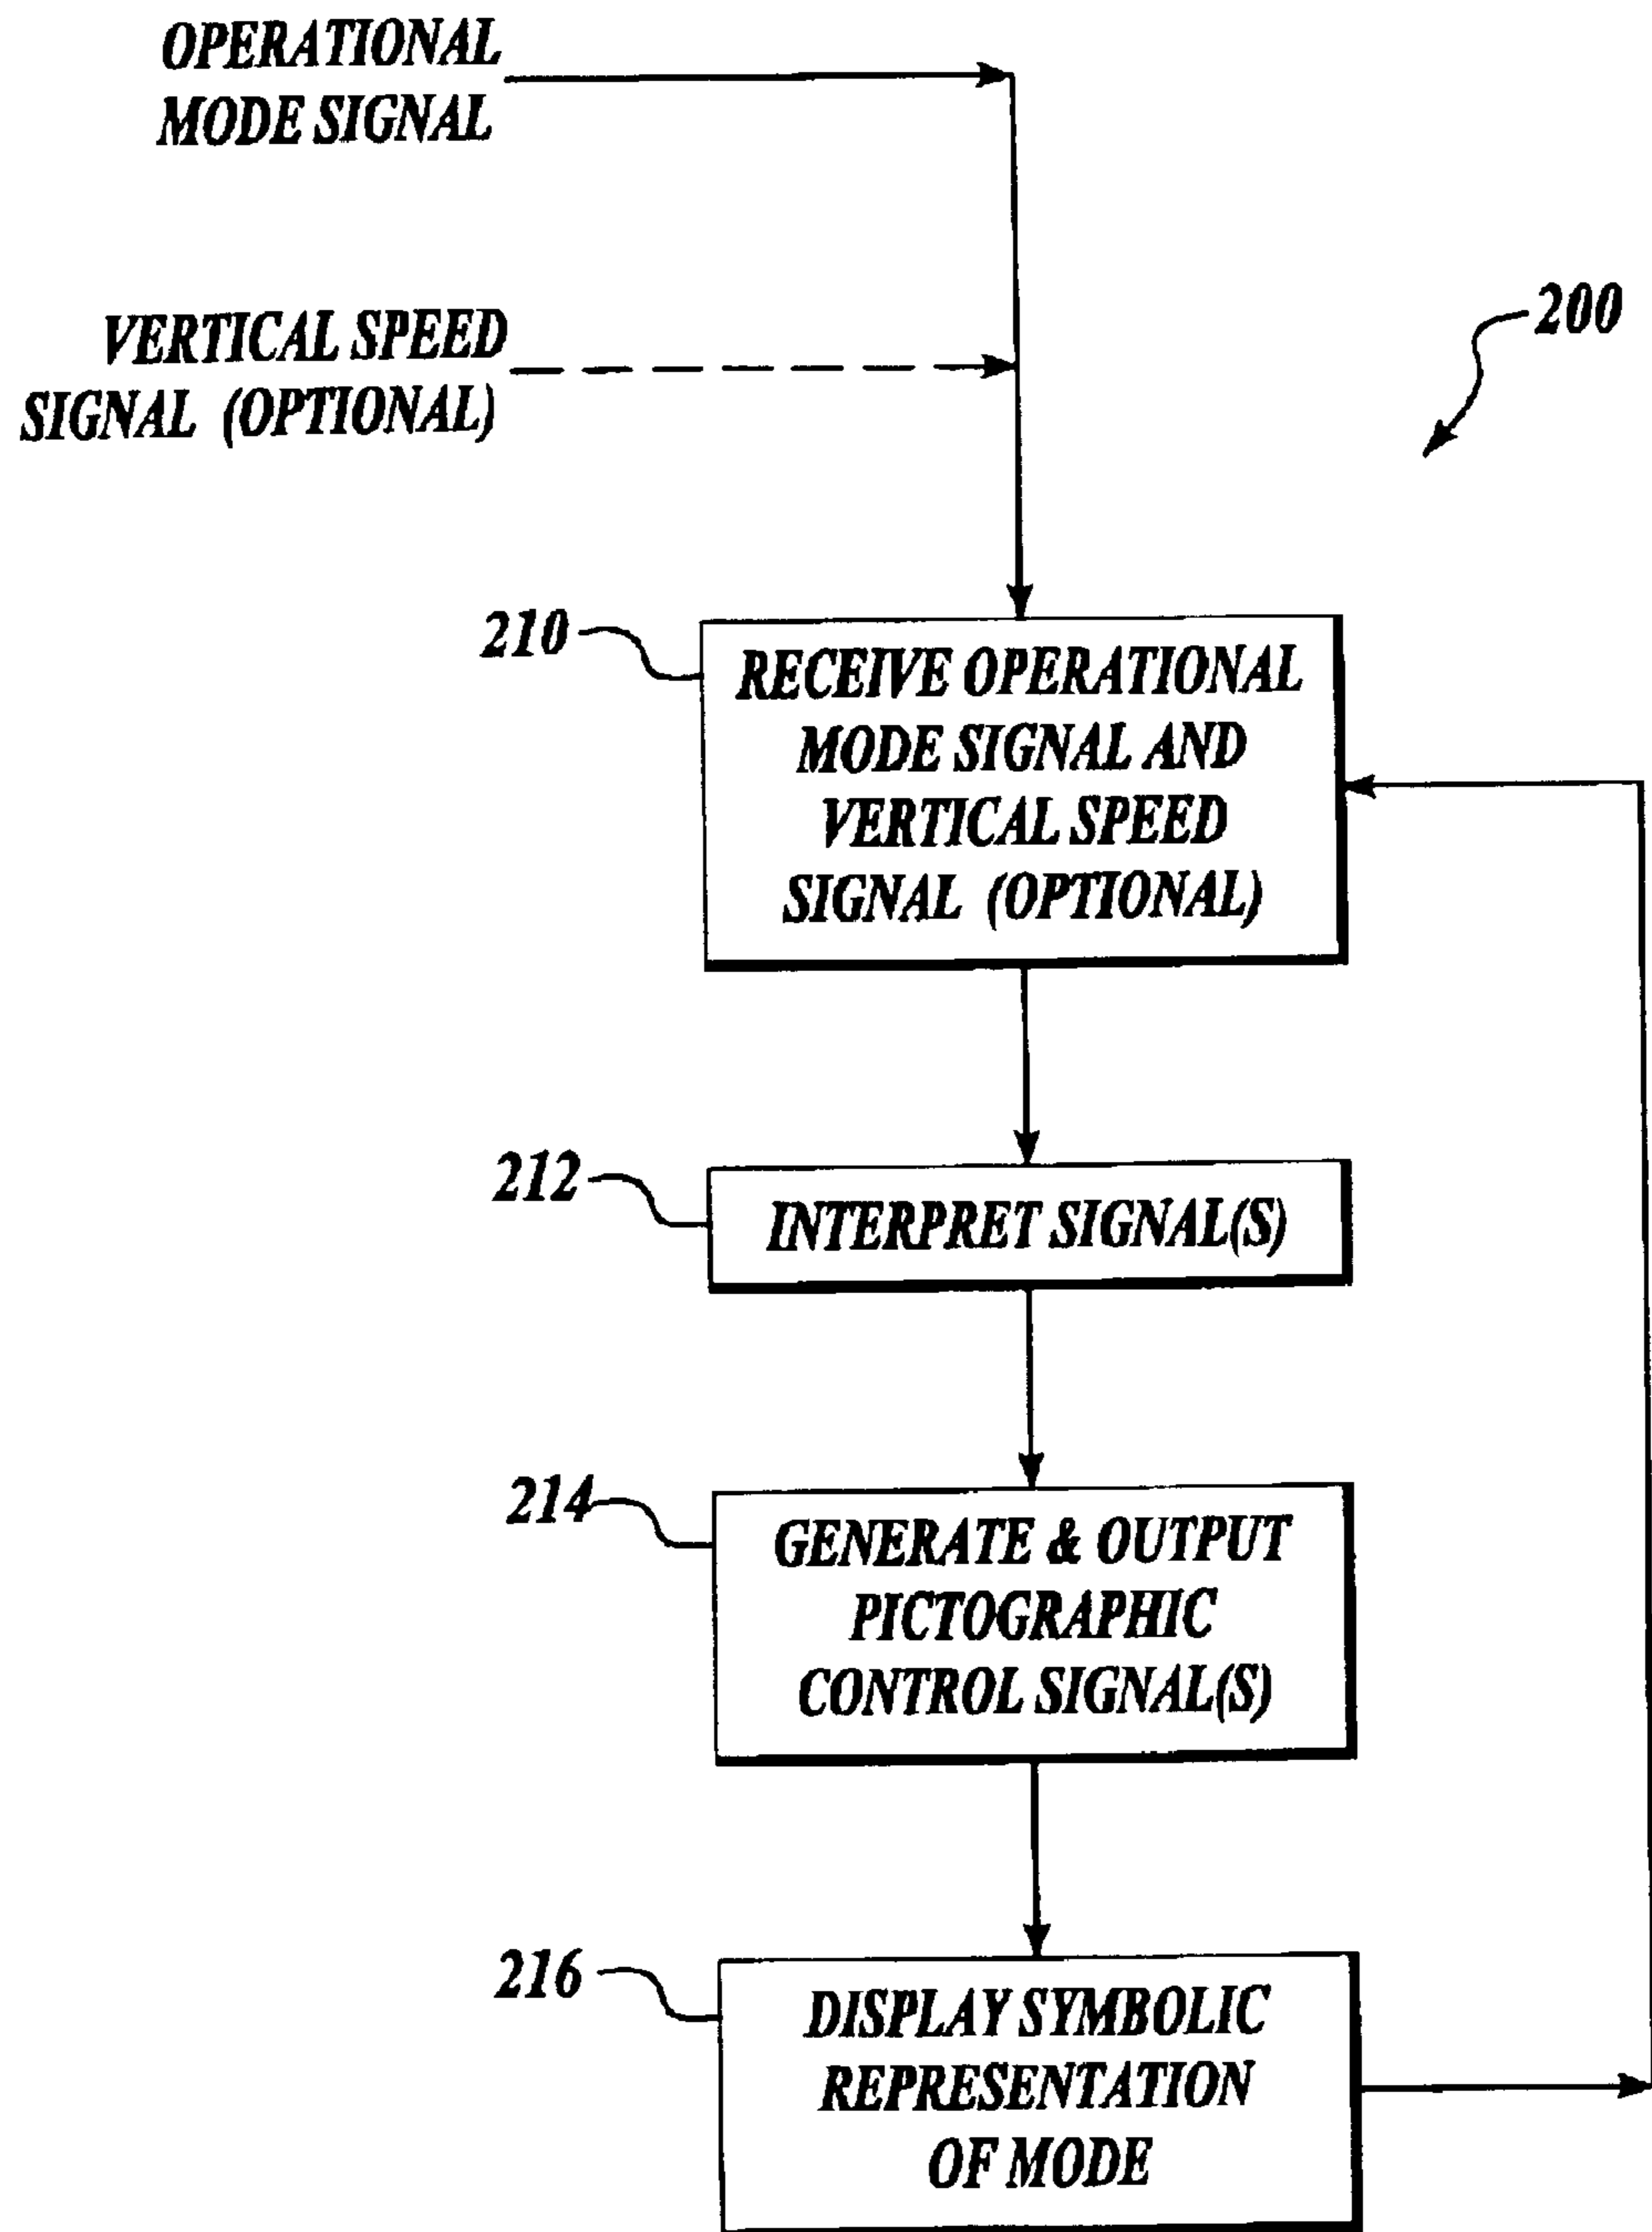 OPERATIONAL
MODE SIGNAL
VERTICAL SPEED
SIGNAL (OPTIONAL)
200
210
RECEIVE OPERATIONAL
MODE SIGNAL AND
VERTICAL SPEED
SIGNAL (OPTIONAL)
212
INTERPRET SIGNAL(S)
214
GENERATE & OUTPUT
PICTOGRAPHIC
CONTROL SIGNAL(S)
216
DISPLAY SYMBOLIC
REPRESENTATION
OF MODE